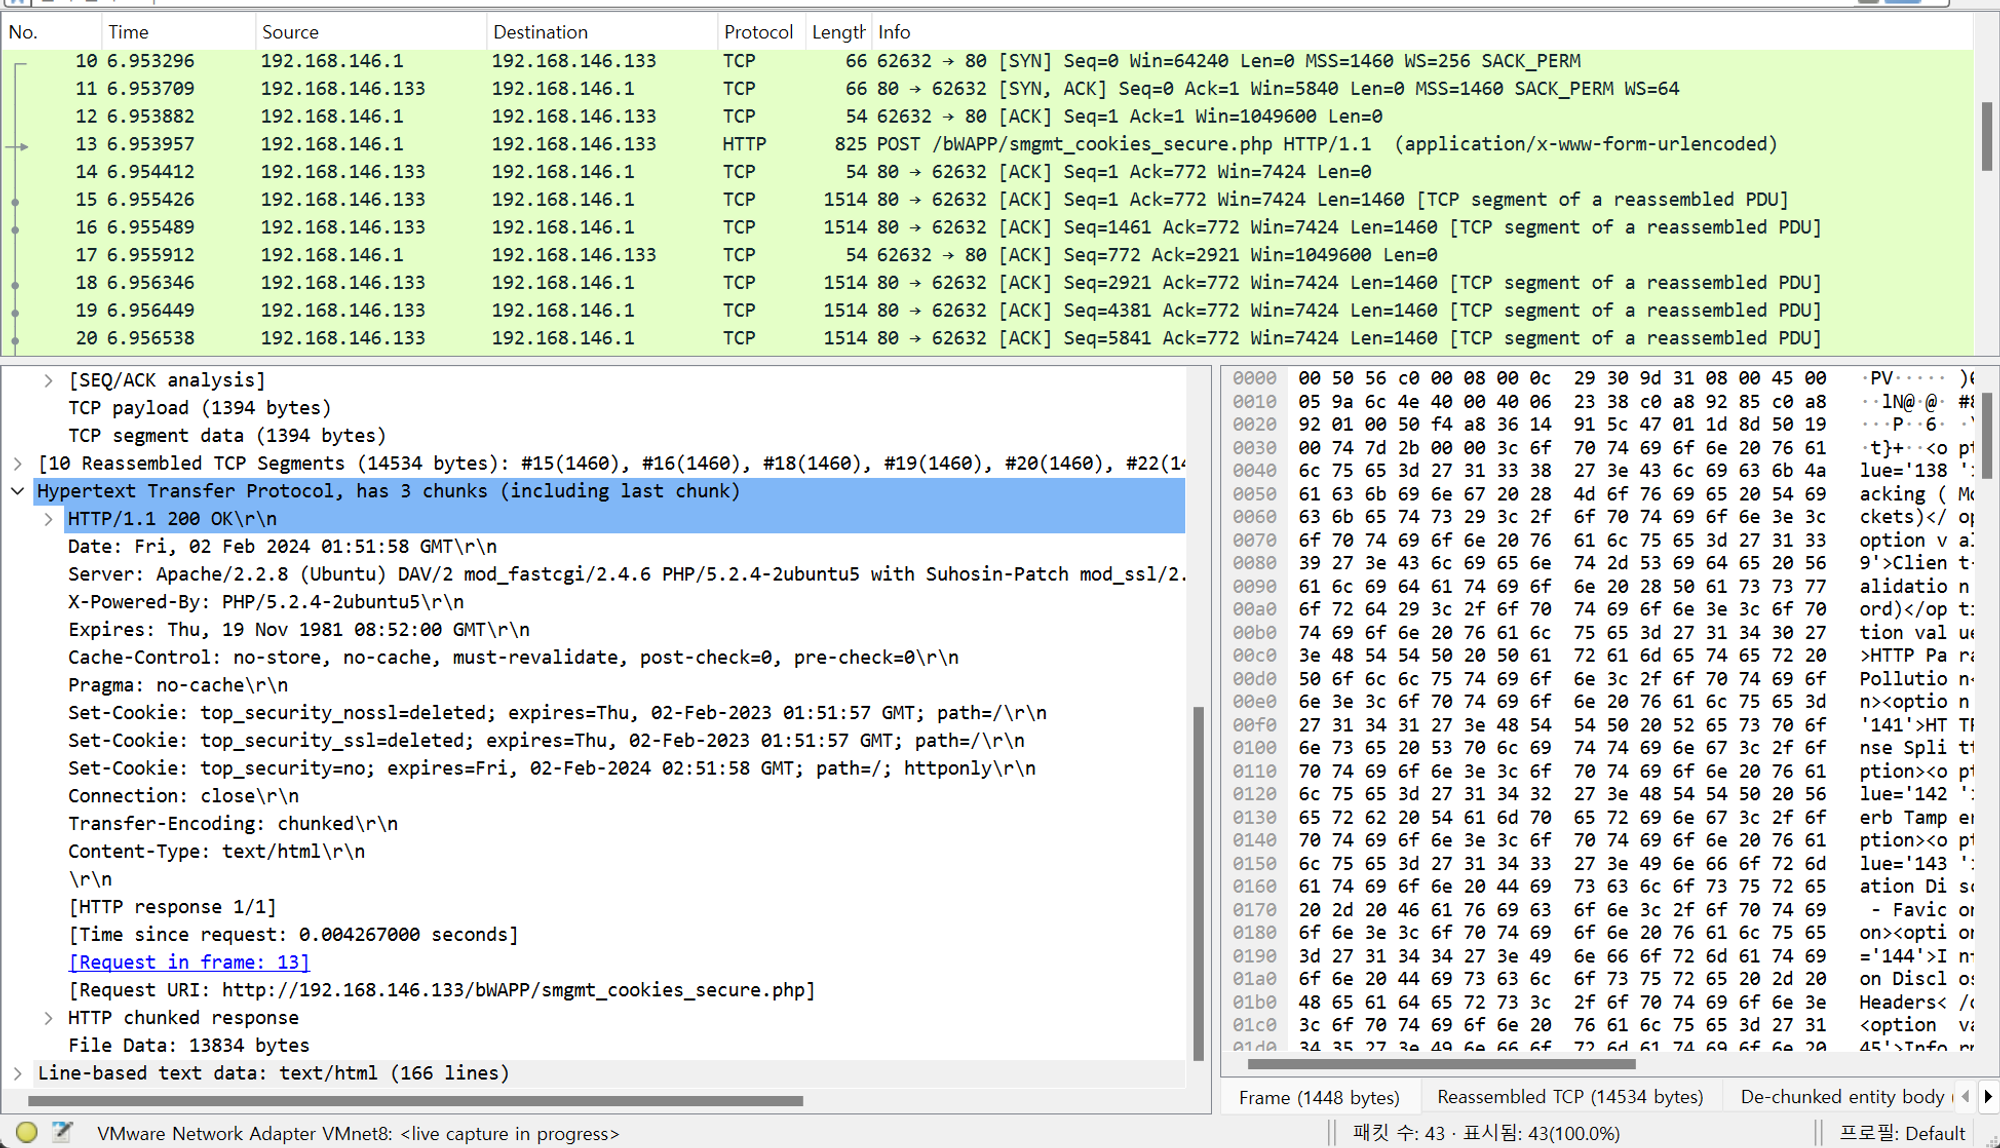 No. Time Source Destination Protocol Length Info
10 6.953296 192.168.146.1 192.168.146.133 TCP 66 62632 → 80 [SYN] Seq=0 Win=64240 Len=0 MSS=1460 WS=256 SACK_PERM
11 6.953709 192.168.146.133 192.168.146.1 TCP 66 80 → 62632 [SYN, ACK] Seq=0 Ack=1 Win=5840 Len=0 MSS=1460 SACK_PERM WS=64
12 6.953882 192.168.146.1 192.168.146.133 TCP 54 62632 → 80 [ACK] Seq=1 Ack=1 Win=1049600 Len=0
13 6.953957 192.168.146.1 192.168.146.133 HTTP 825 POST /bWAPP/smgmt_cookies_secure.php HTTP/1.1 (application/x-www-form-urlencoded)
14 6.954412 192.168.146.133 192.168.146.1 TCP 54 80 → 62632 [ACK] Seq=1 Ack=772 Win=7424 Len=0
15 6.955426 192.168.146.133 192.168.146.1 TCP 1514 80 → 62632 [ACK] Seq=1 Ack=772 Win=7424 Len=1460 [TCP segment of a reassembled PDU]
16 6.955489 192.168.146.133 192.168.146.1 TCP 1514 80 → 62632 [ACK] Seq=1461 Ack=772 Win=7424 Len=1460 [TCP segment of a reassembled PDU]
17 6.955912 192.168.146.1 192.168.146.133 TCP 54 62632 → 80 [ACK] Seq=772 Ack=2921 Win=1049600 Len=0
18 6.956346 192.168.146.133 192.168.146.1 TCP 1514 80 → 62632 [ACK] Seq=2921 Ack=772 Win=7424 Len=1460 [TCP segment of a reassembled PDU]
19 6.956449 192.168.146.133 192.168.146.1 TCP 1514 80 → 62632 [ACK] Seq=4381 Ack=772 Win=7424 Len=1460 [TCP segment of a reassembled PDU]
20 6.956538 192.168.146.133 192.168.146.1 TCP 1514 80 → 62632 [ACK] Seq=5841 Ack=772 Win=7424 Len=1460 [TCP segment of a reassembled PDU]
[SEQ/ACK analysis]
TCP payload (1394 bytes)
TCP segment data (1394 bytes)
[10 Reassembled TCP Segments (14534 bytes): #15(1460), #16(1460), #18(1460), #19(1460), #20(1460), #22(14
Hypertext Transfer Protocol, has 3 chunks (including last chunk)
HTTP/1.1 200 OK\r\n
Date: Fri, 02 Feb 2024 01:51:58 GMT\r\n
Server: Apache/2.2.8 (Ubuntu) DAV/2 mod_fastcgi/2.4.6 PHP/5.2.4-2ubuntu5 with Suhosin-Patch mod_ssl/2.
X-Powered-By: PHP/5.2.4-2ubuntu5\r\n
Expires: Thu, 19 Nov 1981 08:52:00 GMT\r\n
Cache-Control: no-store, no-cache, must-revalidate, post-check=0, pre-check=0\r\n
Pragma: no-cache\r\n
Set-Cookie: top_security_nossl=deleted; expires=Thu, 02-Feb-2023 01:51:57 GMT; path=/\r\n
Set-Cookie: top_security_ssl=deleted; expires=Thu, 02-Feb-2023 01:51:57 GMT; path=/\r\n
Set-Cookie: top_security=no; expires=Fri, 02-Feb-2024 02:51:58 GMT; path=/; httponly\r\n
Connection: close\r\n
Transfer-Encoding: chunked\r\n
Content-Type: text/html\r\n
\r\n
[HTTP response 1/1]
[Time since request: 0.004267000 seconds]
[Request in frame: 13]
[Request URI: http://192.168.146.133/bWAPP/smgmt_cookies_secure.php]
HTTP chunked response
File Data: 13834 bytes
Line-based text data: text/html (166 lines)
0000 00 50 56 c0 00 08 00 0c 29 30 9d 31 08 00 45 00 ·PV····· )0
0010 05 9a 6c 4e 40 00 40 06 23 38 c0 a8 92 85 c0 a8 ··lN@·@· #8
0020 92 01 00 50 f4 a8 36 14 91 5c 47 01 1d 8d 50 19 ···P··6· ·\
0030 00 74 7d 2b 00 00 3c 6f 70 74 69 6f 6e 20 76 61 ·t}+··<o pt
0040 6c 75 65 3d 27 31 33 38 27 3e 43 6c 69 63 6b 4a lue='138 '>
0050 61 63 6b 69 6e 67 20 28 4d 6f 76 69 65 20 54 69 acking ( Mo
0060 63 6b 65 74 73 29 3c 2f 6f 70 74 69 6f 6e 3e 3c ckets)</ op
0070 6f 70 74 69 6f 6e 20 76 61 6c 75 65 3d 27 31 33 option v al
0080 39 27 3e 43 6c 69 65 6e 74 2d 53 69 64 65 20 56 9'>Clien t-
0090 61 6c 69 64 61 74 69 6f 6e 20 28 50 61 73 73 77 alidatio n
00a0 6f 72 64 29 3c 2f 6f 70 74 69 6f 6e 3e 3c 6f 70 ord)</op ti
00b0 74 69 6f 6e 20 76 61 6c 75 65 3d 27 31 34 30 27 tion val ue
00c0 3e 48 54 54 50 20 50 61 72 61 6d 65 74 65 72 20 >HTTP Pa ra
00d0 50 6f 6c 6c 75 74 69 6f 6e 3c 2f 6f 70 74 69 6f Pollutio n<
00e0 6e 3e 3c 6f 70 74 69 6f 6e 20 76 61 6c 75 65 3d n><optio n
00f0 27 31 34 31 27 3e 48 54 54 50 20 52 65 73 70 6f '141'>HT TP
0100 6e 73 65 20 53 70 6c 69 74 74 69 6e 67 3c 2f 6f nse Spli tt
0110 70 74 69 6f 6e 3e 3c 6f 70 74 69 6f 6e 20 76 61 ption><o pt
0120 6c 75 65 3d 27 31 34 32 27 3e 48 54 54 50 20 56 lue='142 '>
0130 65 72 62 20 54 61 6d 70 65 72 69 6e 67 3c 2f 6f erb Tamp er
0140 70 74 69 6f 6e 3e 3c 6f 70 74 69 6f 6e 20 76 61 ption><o pt
0150 6c 75 65 3d 27 31 34 33 27 3e 49 6e 66 6f 72 6d lue='143 '>
0160 61 74 69 6f 6e 20 44 69 73 63 6c 6f 73 75 72 65 ation Di sc
0170 20 2d 20 46 61 76 69 63 6f 6e 3c 2f 6f 70 74 69 - Favic on
0180 6f 6e 3e 3c 6f 70 74 69 6f 6e 20 76 61 6c 75 65 on><opti on
0190 3d 27 31 34 34 27 3e 49 6e 66 6f 72 6d 61 74 69 ='144'>I nf
01a0 6f 6e 20 44 69 73 63 6c 6f 73 75 72 65 20 2d 20 on Discl os
01b0 48 65 61 64 65 72 73 3c 2f 6f 70 74 69 6f 6e 3e Headers< /o
01c0 3c 6f 70 74 69 6f 6e 20 76 61 6c 75 65 3d 27 31 <option va
01d0 34 35 27 3e 49 6e 66 6f 72 6d 61 74 69 6f 6e 20 45'>Info rm
Frame (1448 bytes) Reassembled TCP (14534 bytes) De-chunked entity body (
VMware Network Adapter VMnet8: <live capture in progress> 패킷 수: 43 · 표시됨: 43(100.0%) 프로필: Default